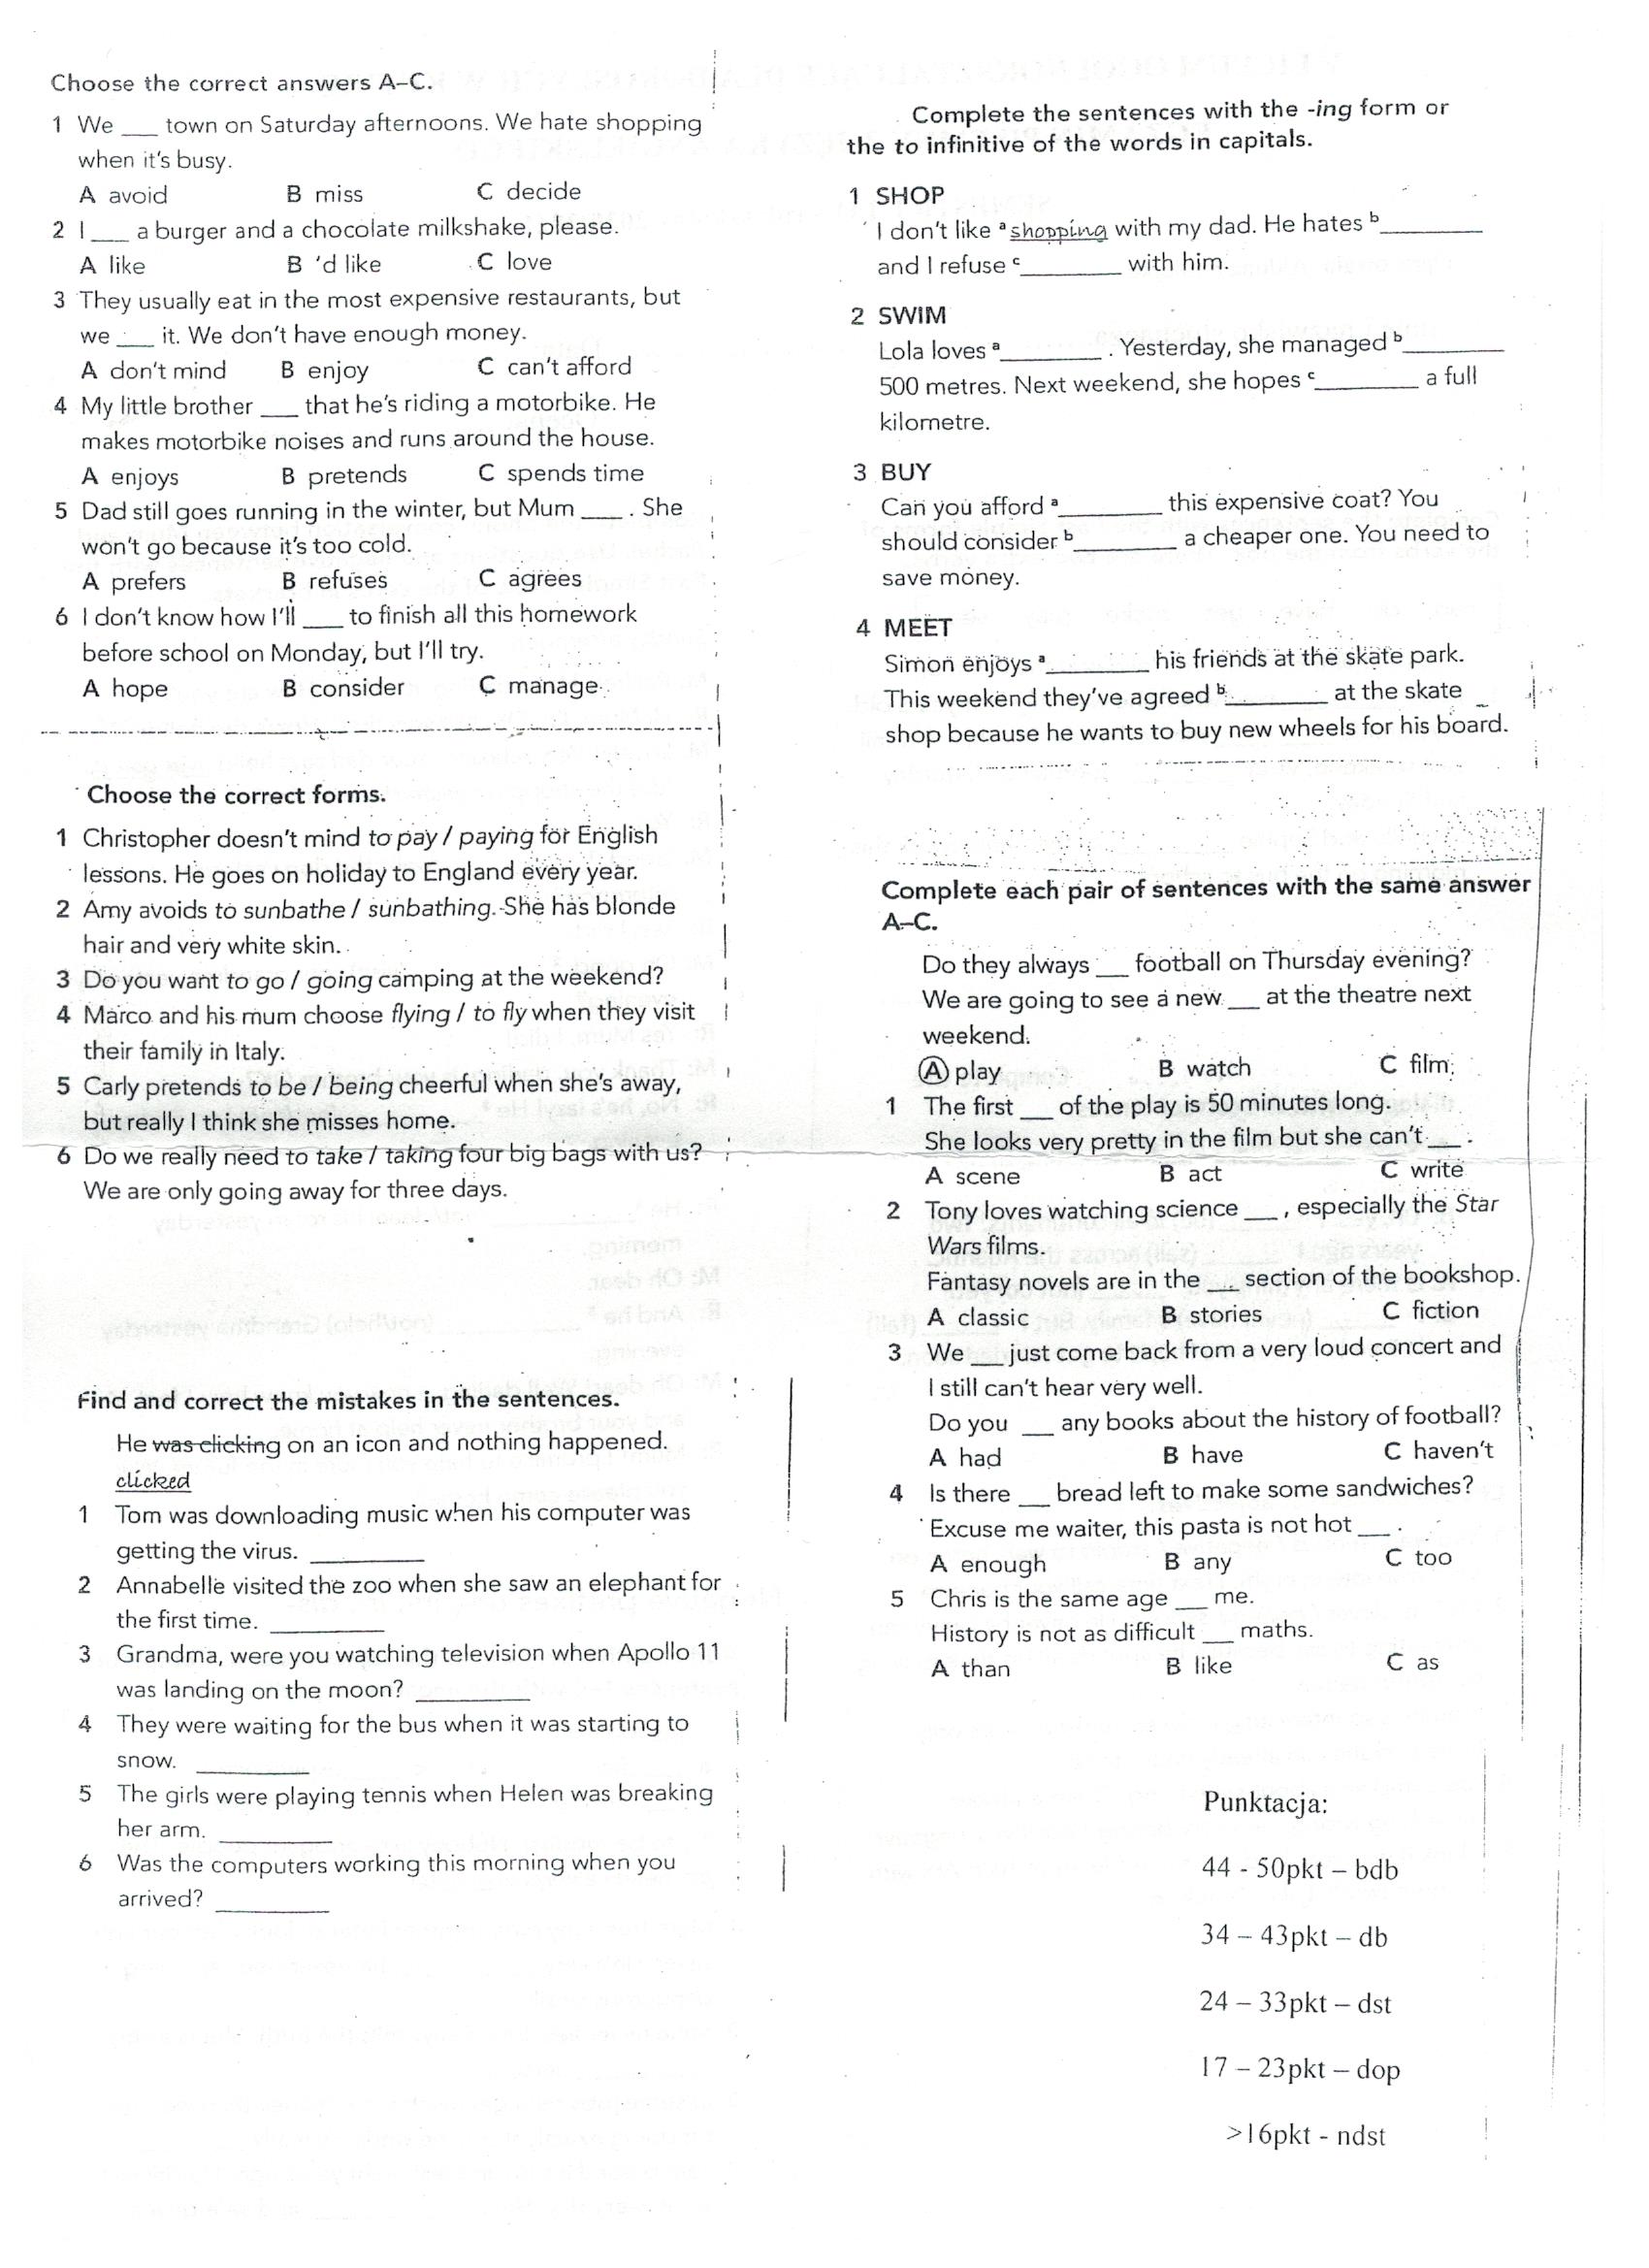 Choose the correct answers A–C.
1 We ___ town on Saturday afternoons. We hate shopping
when it's busy.
A avoid B miss C decide
2 I ___ a burger and a chocolate milkshake, please.
A like B 'd like C love
3 They usually eat in the most expensive restaurants, but
we ___ it. We don't have enough money.
A don't mind B enjoy C can't afford
4 My little brother ___ that he's riding a motorbike. He
makes motorbike noises and runs around the house.
A enjoys B pretends C spends time
5 Dad still goes running in the winter, but Mum ___ . She
won't go because it's too cold.
A prefers B refuses C agrees
6 I don't know how I'll ___ to finish all this homework
before school on Monday, but I'll try.
A hope B consider C manage
Choose the correct forms.
1 Christopher doesn't mind to pay / paying for English
lessons. He goes on holiday to England every year.
2 Amy avoids to sunbathe / sunbathing. She has blonde
hair and very white skin.
3 Do you want to go / going camping at the weekend?
4 Marco and his mum choose flying / to fly when they visit
their family in Italy.
5 Carly pretends to be / being cheerful when she's away,
but really I think she misses home.
6 Do we really need to take / taking four big bags with us?
We are only going away for three days.
Find and correct the mistakes in the sentences.
He was clicking on an icon and nothing happened.
clicked
1 Tom was downloading music when his computer was
getting the virus. ___
2 Annabelle visited the zoo when she saw an elephant for
the first time. ___
3 Grandma, were you watching television when Apollo 11
was landing on the moon? ___
4 They were waiting for the bus when it was starting to
snow. ___
5 The girls were playing tennis when Helen was breaking
her arm. ___
6 Was the computers working this morning when you
arrived? ___
Complete the sentences with the -ing form or
the to infinitive of the words in capitals.
1 SHOP
I don't like a shopping with my dad. He hates b ___
and I refuse c ___ with him.
2 SWIM
Lola loves a ___ . Yesterday, she managed b ___
500 metres. Next weekend, she hopes c ___ a full
kilometre.
3 BUY
Can you afford a ___ this expensive coat? You
should consider b ___ a cheaper one. You need to
save money.
4 MEET
Simon enjoys a ___ his friends at the skate park.
This weekend they've agreed b ___ at the skate
shop because he wants to buy new wheels for his board.
Complete each pair of sentences with the same answer
A–C.
Do they always ___ football on Thursday evening?
We are going to see a new ___ at the theatre next
weekend.
A play B watch C film
1 The first ___ of the play is 50 minutes long.
She looks very pretty in the film but she can't ___ .
A scene B act C write
2 Tony loves watching science ___ , especially the Star
Wars films.
Fantasy novels are in the ___ section of the bookshop.
A classic B stories C fiction
3 We ___ just come back from a very loud concert and
I still can't hear very well.
Do you ___ any books about the history of football?
A had B have C haven't
4 Is there ___ bread left to make some sandwiches?
Excuse me waiter, this pasta is not hot ___ .
A enough B any C too
5 Chris is the same age ___ me.
History is not as difficult ___ maths.
A than B like C as
Punktacja:
44 - 50pkt – bdb
34 – 43pkt – db
24 – 33pkt – dst
17 – 23pkt – dop
>16pkt - ndst